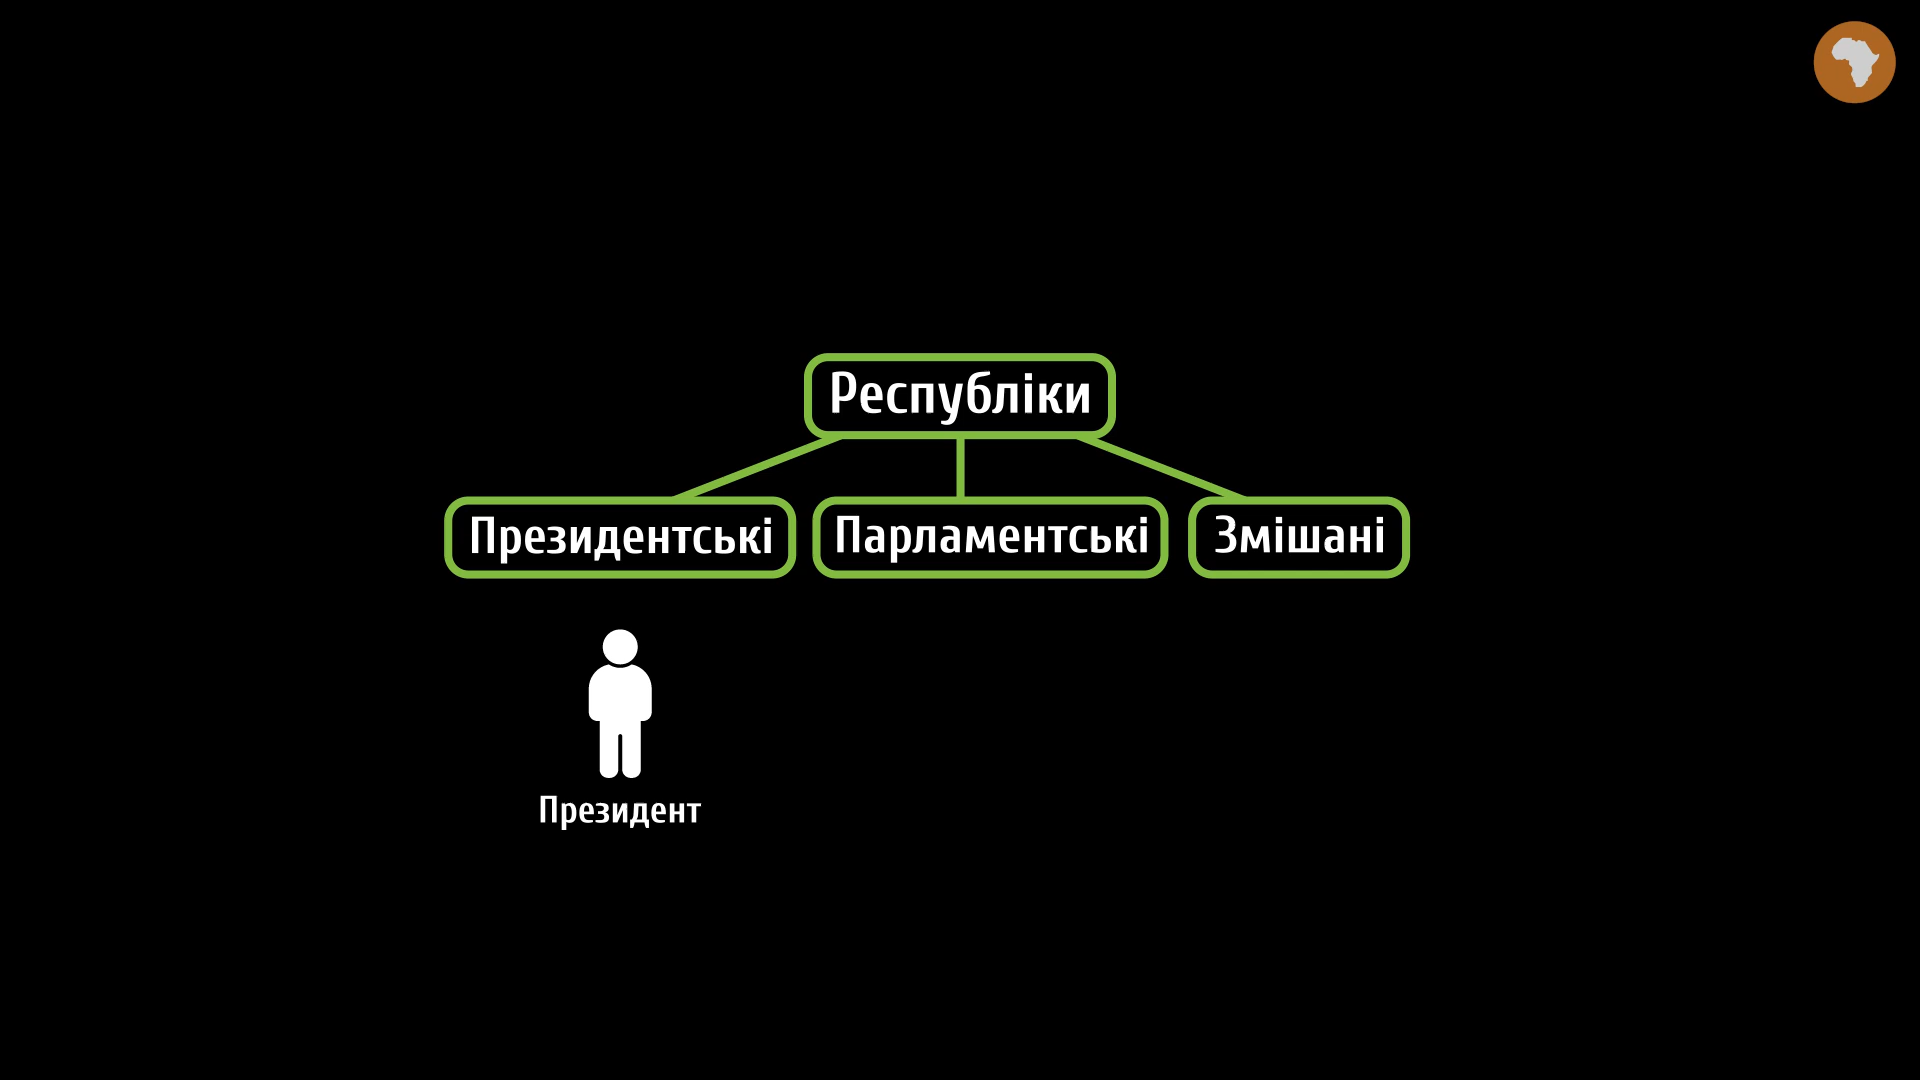 Республіки
Президентські
Парламентські
Змішані
Президент